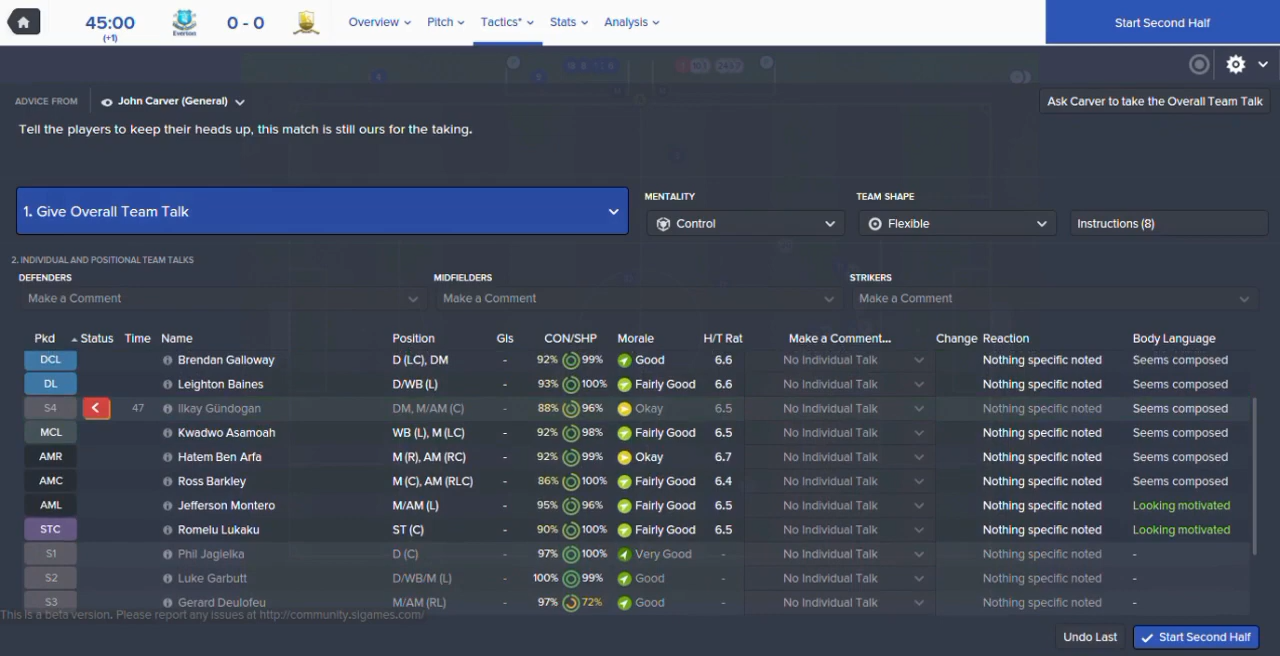 45:00 Everton 0 - 0 Overview Pitch Tactics* Stats Analysis Start Second Half
(+1)
ADVICE FROM John Carver (General) Ask Carver to take the Overall Team Talk
Tell the players to keep their heads up, this match is still ours for the taking.
MENTALITY TEAM SHAPE
1. Give Overall Team Talk Control Flexible Instructions (8)
2. INDIVIDUAL AND POSITIONAL TEAM TALKS
DEFENDERS MIDFIELDERS STRIKERS
Make a Comment Make a Comment Make a Comment
Pkd Status Time Name Position Gls CON/SHP Morale H/T Rat Make a Comment... Change Reaction Body Language
DCL Brendan Galloway D (LC), DM - 92% 99% Good 6.6 No Individual Talk Nothing specific noted Seems composed
DL Leighton Baines D/WB (L) - 93% 100% Fairly Good 6.6 No Individual Talk Nothing specific noted Seems composed
S4 47 Ilkay Gündogan DM, M/AM (C) - 88% 96% Okay 6.5 No Individual Talk Nothing specific noted Seems composed
MCL Kwadwo Asamoah WB (L), M (LC) - 92% 98% Fairly Good 6.5 No Individual Talk Nothing specific noted Seems composed
AMR Hatem Ben Arfa M (R), AM (RC) - 92% 99% Okay 6.7 No Individual Talk Nothing specific noted Seems composed
AMC Ross Barkley M (C), AM (RLC) - 86% 100% Fairly Good 6.4 No Individual Talk Nothing specific noted Seems composed
AML Jefferson Montero M/AM (L) - 95% 96% Fairly Good 6.5 No Individual Talk Nothing specific noted Looking motivated
STC Romelu Lukaku ST (C) - 90% 100% Fairly Good 6.5 No Individual Talk Nothing specific noted Looking motivated
S1 Phil Jagielka D (C) - 97% 100% Very Good - No Individual Talk Nothing specific noted -
S2 Luke Garbutt D/WB/M (L) - 100% 99% Good - No Individual Talk Nothing specific noted -
S3 Gerard Deulofeu M/AM (RL) - 97% 72% Good - No Individual Talk Nothing specific noted -
This is a beta version. Please report any issues at http://community.sigames.com/
Undo Last Start Second Half